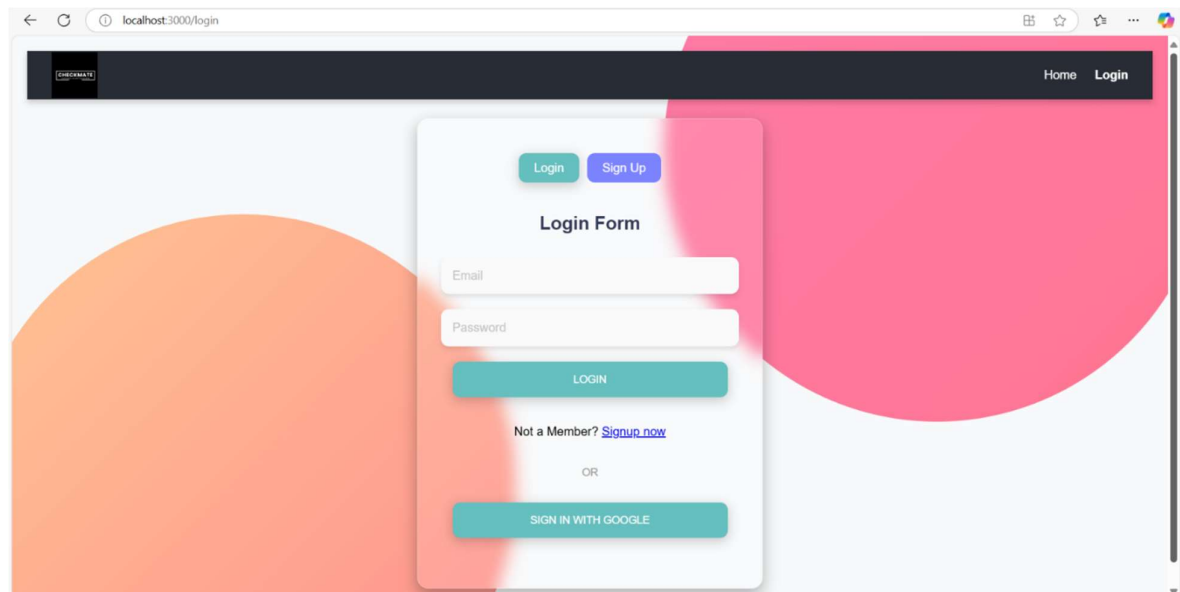 localhost:3000/login
CHECKMATE
Home Login
Login Sign Up
Login Form
Email
Password
LOGIN
Not a Member? Signup now
OR
SIGN IN WITH GOOGLE